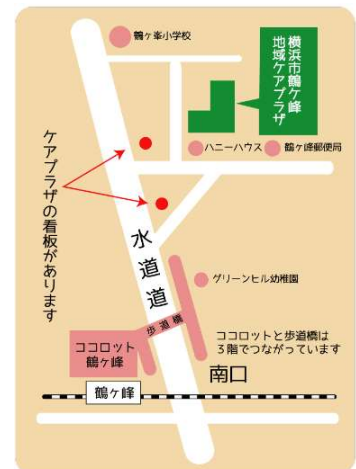 鶴ヶ峯小学校
横浜市鶴ケ峰
地域ケアプラザ
ハニーハウス
鶴ヶ峰郵便局
ケアプラザの看板があります
水道道
グリーンヒル幼稚園
歩道橋
ココロットと歩道橋は
3階でつながっています
ココロット
鶴ケ峰
南口
鶴ケ峰